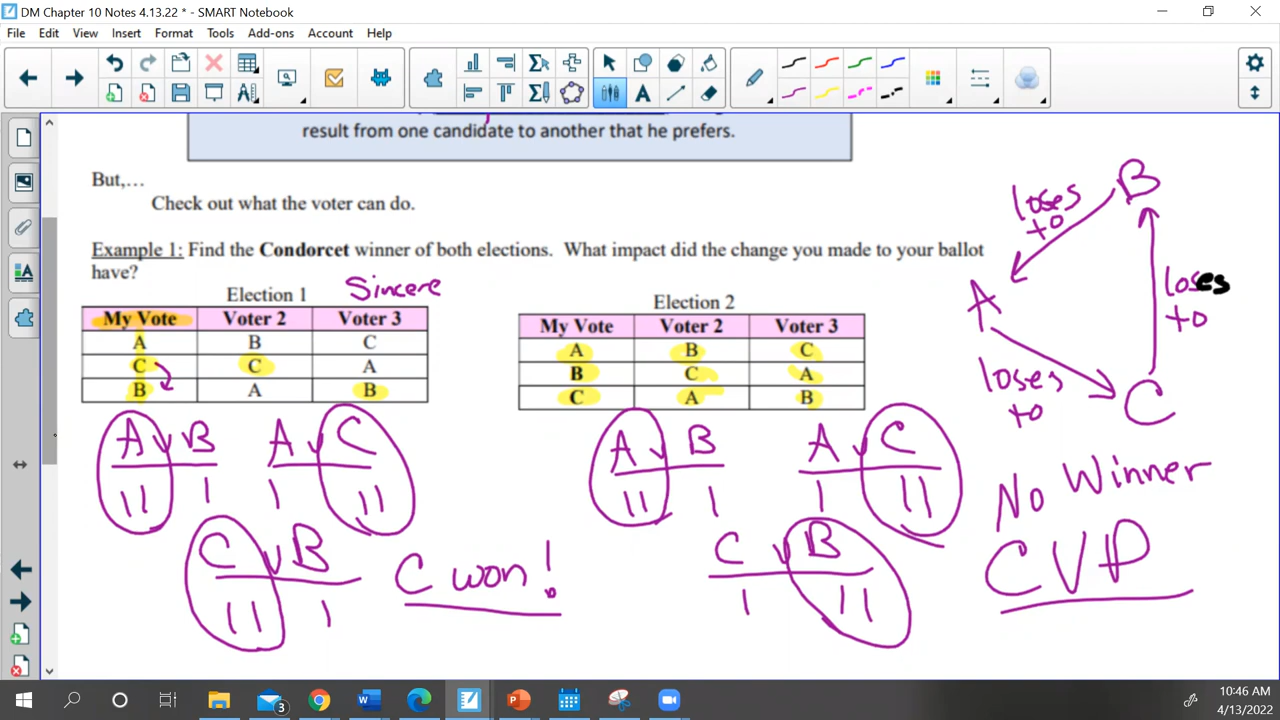 DM Chapter 10 Notes 4.13.22 * - SMART Notebook
File Edit View Insert Format Tools Add-ons Account Help
result from one candidate to another that he prefers.
But,…
Check out what the voter can do.
Example 1: Find the Condorcet winner of both elections. What impact did the change you made to your ballot
have?
Election 1 Sincere
My Vote Voter 2 Voter 3
A B C
C C A
B A B
A v B A v C
11 1 1 11
C v B
11 1
C won!
Election 2
My Vote Voter 2 Voter 3
A B C
B C A
C A B
A v B A v C
11 1 1 11
C v B
1 11
B
loses
to
A
loses
to
loses
to
C
No Winner
CVP
3
10:46 AM
4/13/2022